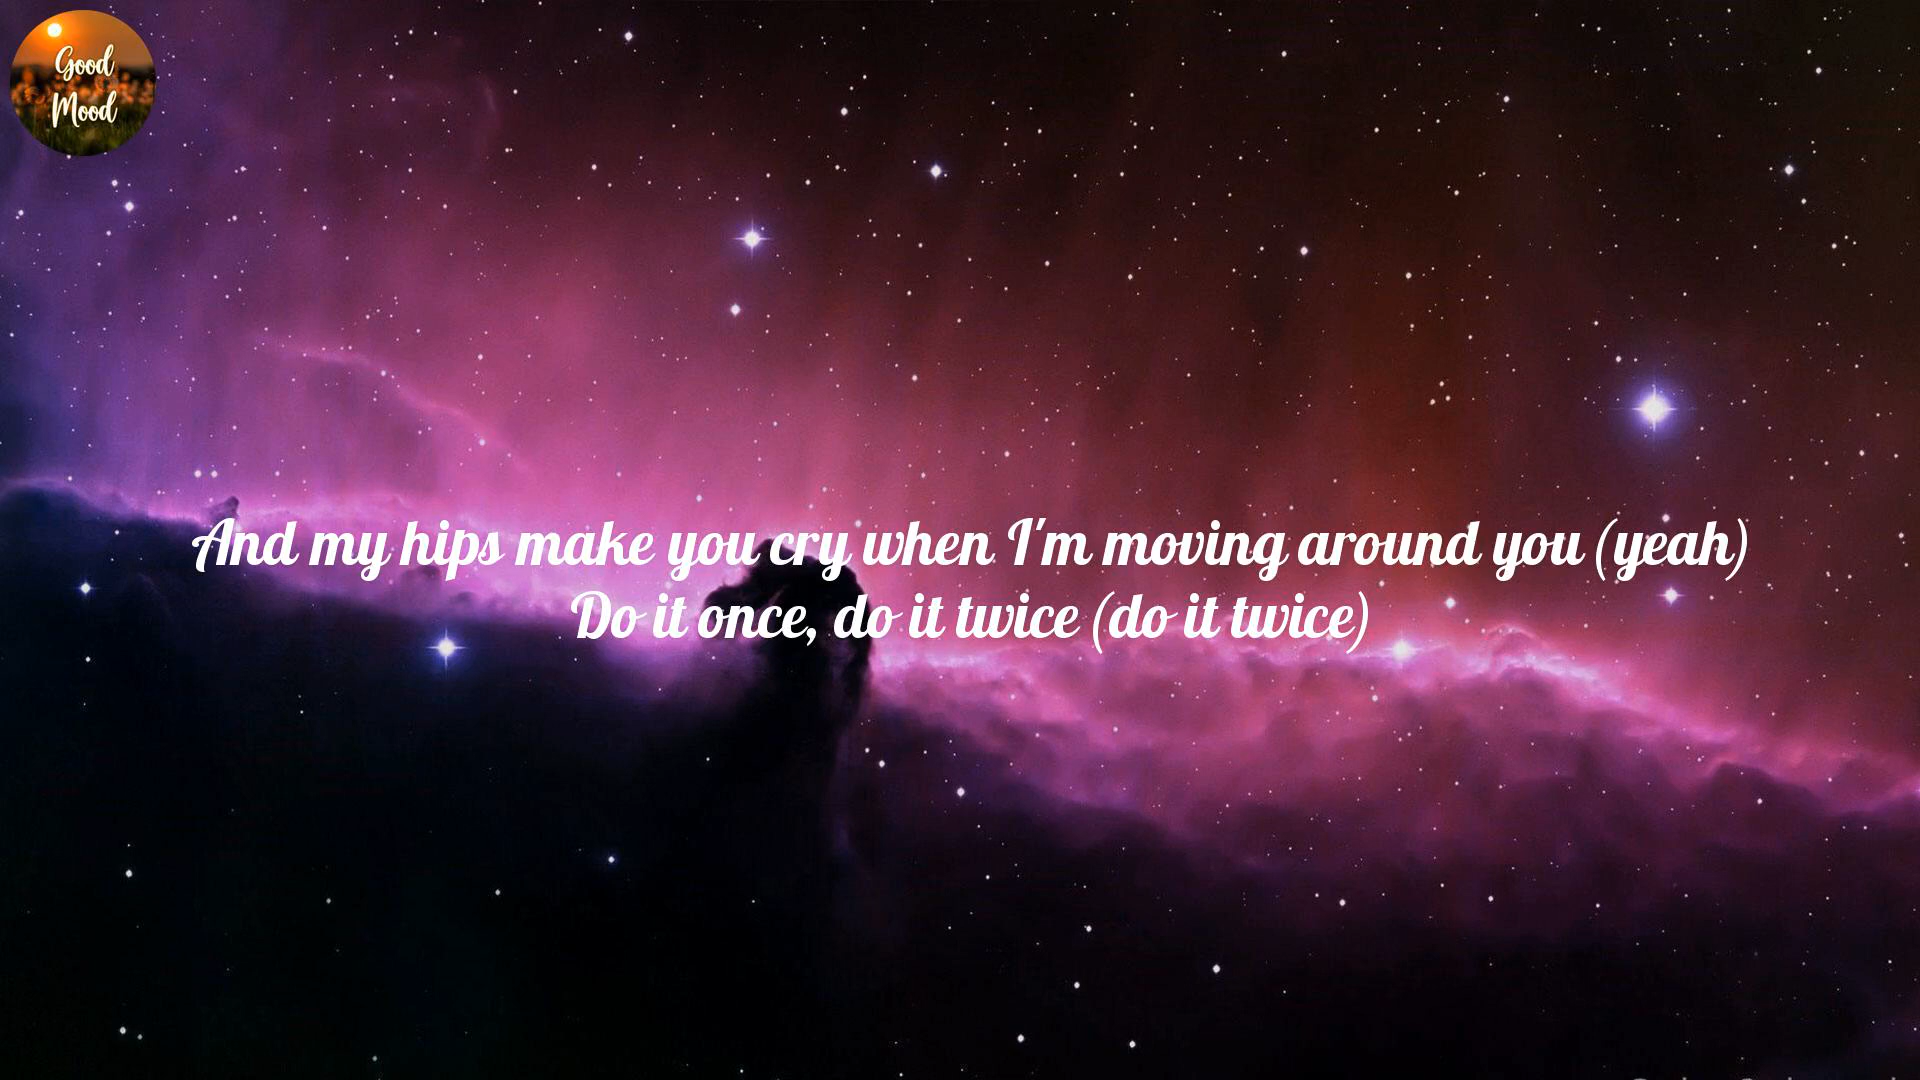 Good
Mood
And my hips make you cry when I'm moving around you (yeah)
Do it once, do it twice (do it twice)